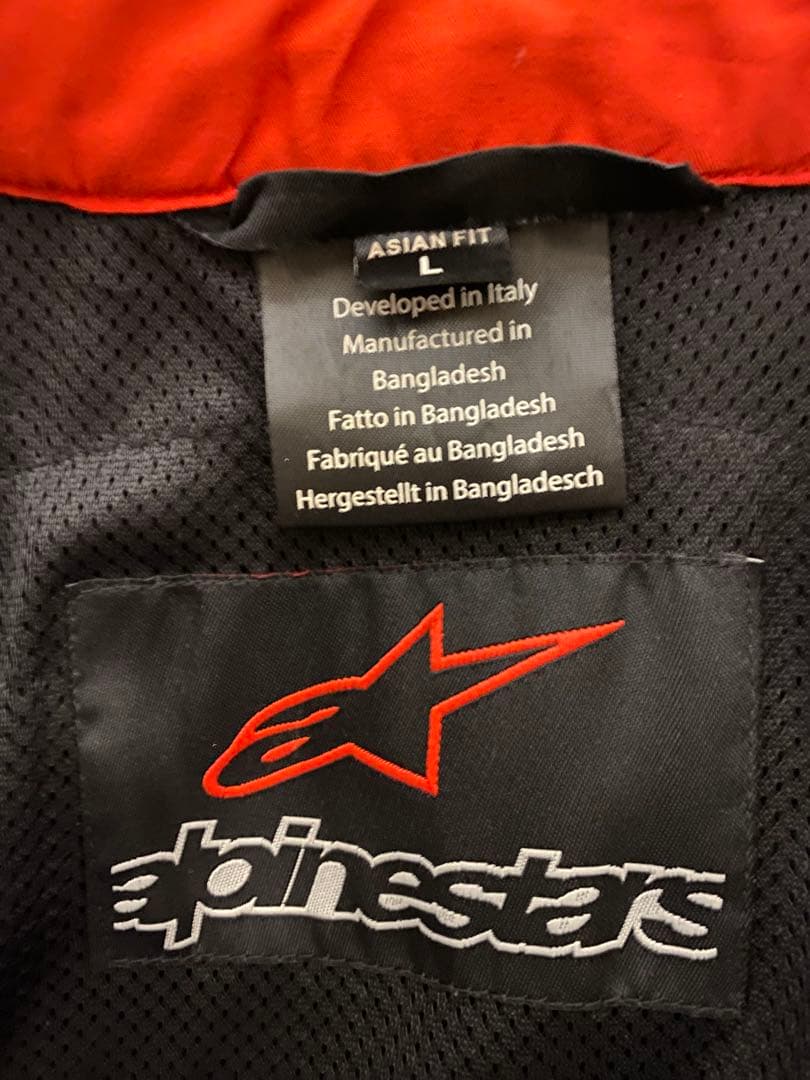 ASIAN FIT
L
Developed in Italy
Manufactured in
Bangladesh
Fatto in Bangladesh
Fabriqué au Bangladesh
Hergestellt in Bangladesch
alpinestars